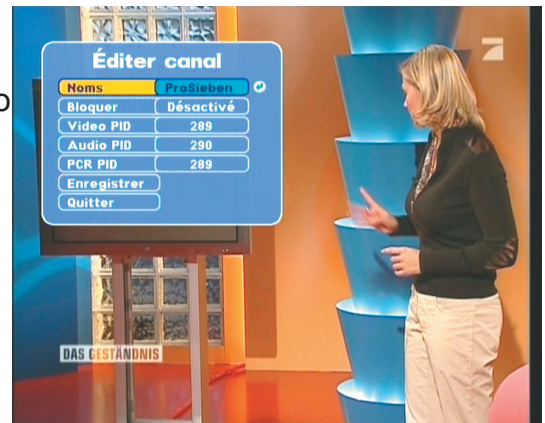 Éditer canal
Noms ProSieben
Bloquer Désactivé
Video PID 289
Audio PID 290
PCR PID 289
Enregistrer
Quitter
o
7
DAS GESTÄNDNIS